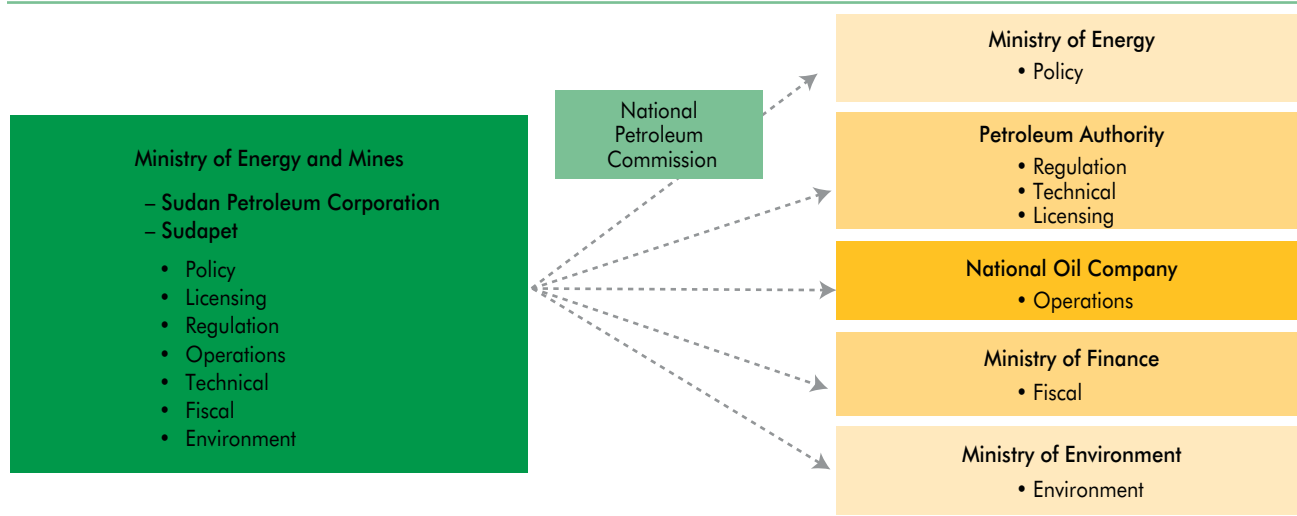 Ministry of Energy and Mines
– Sudan Petroleum Corporation
– Sudapet
• Policy
• Licensing
• Regulation
• Operations
• Technical
• Fiscal
• Environment
National
Petroleum
Commission
Ministry of Energy
• Policy
Petroleum Authority
• Regulation
• Technical
• Licensing
National Oil Company
• Operations
Ministry of Finance
• Fiscal
Ministry of Environment
• Environment